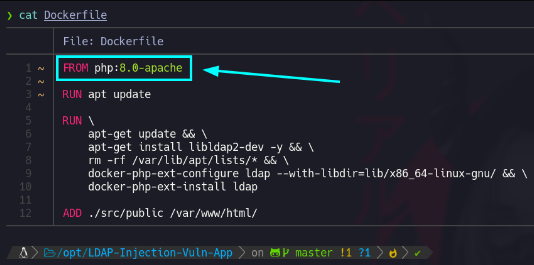 ❯ cat Dockerfile
File: Dockerfile
1 ~ FROM php:8.0-apache
2 ~
3 ~ RUN apt update
4
5 RUN \
6 apt-get update && \
7 apt-get install libldap2-dev -y && \
8 rm -rf /var/lib/apt/lists/* && \
9 docker-php-ext-configure ldap --with-libdir=lib/x86_64-linux-gnu/ && \
10 docker-php-ext-install ldap
11
12 ADD ./src/public /var/www/html/
/opt/LDAP-Injection-Vuln-App on master !1 ?1 ✔